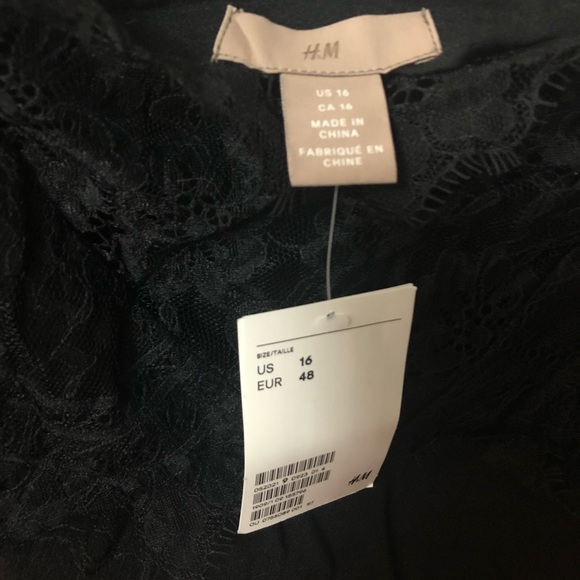 H&M
US 16
CA 16
MADE IN
CHINA
FABRIQUÉ EN
CHINE
SIZE/TAILLE
US 16
EUR 48
H&M